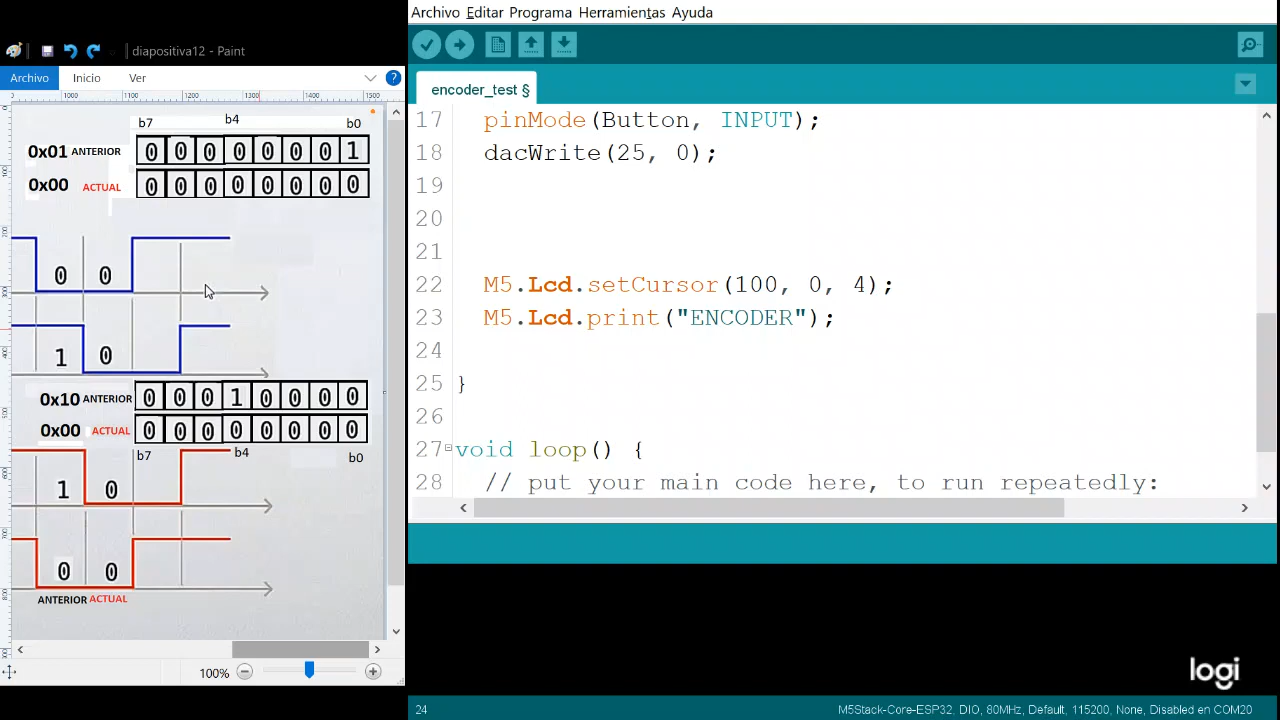 diapositiva12 - Paint
Archivo Inicio Ver
1000 1100 1200 1300 1400 1500
b7 b4 b0
0x01 ANTERIOR 0 0 0 0 0 0 0 1
0x00 ACTUAL 0 0 0 0 0 0 0 0
0 0
1 0
0x10 ANTERIOR 0 0 0 1 0 0 0 0
0x00 ACTUAL 0 0 0 0 0 0 0 0
b7 b4 b0
1 0
0 0
ANTERIOR ACTUAL
100%
Archivo Editar Programa Herramientas Ayuda
encoder_test §
17 pinMode(Button, INPUT);
18 dacWrite(25, 0);
19
20
21
22 M5.Lcd.setCursor(100, 0, 4);
23 M5.Lcd.print("ENCODER");
24
25 }
26
27 void loop() {
28 // put your main code here, to run repeatedly:
logi
24 M5Stack-Core-ESP32, DIO, 80MHz, Default, 115200, None, Disabled en COM20